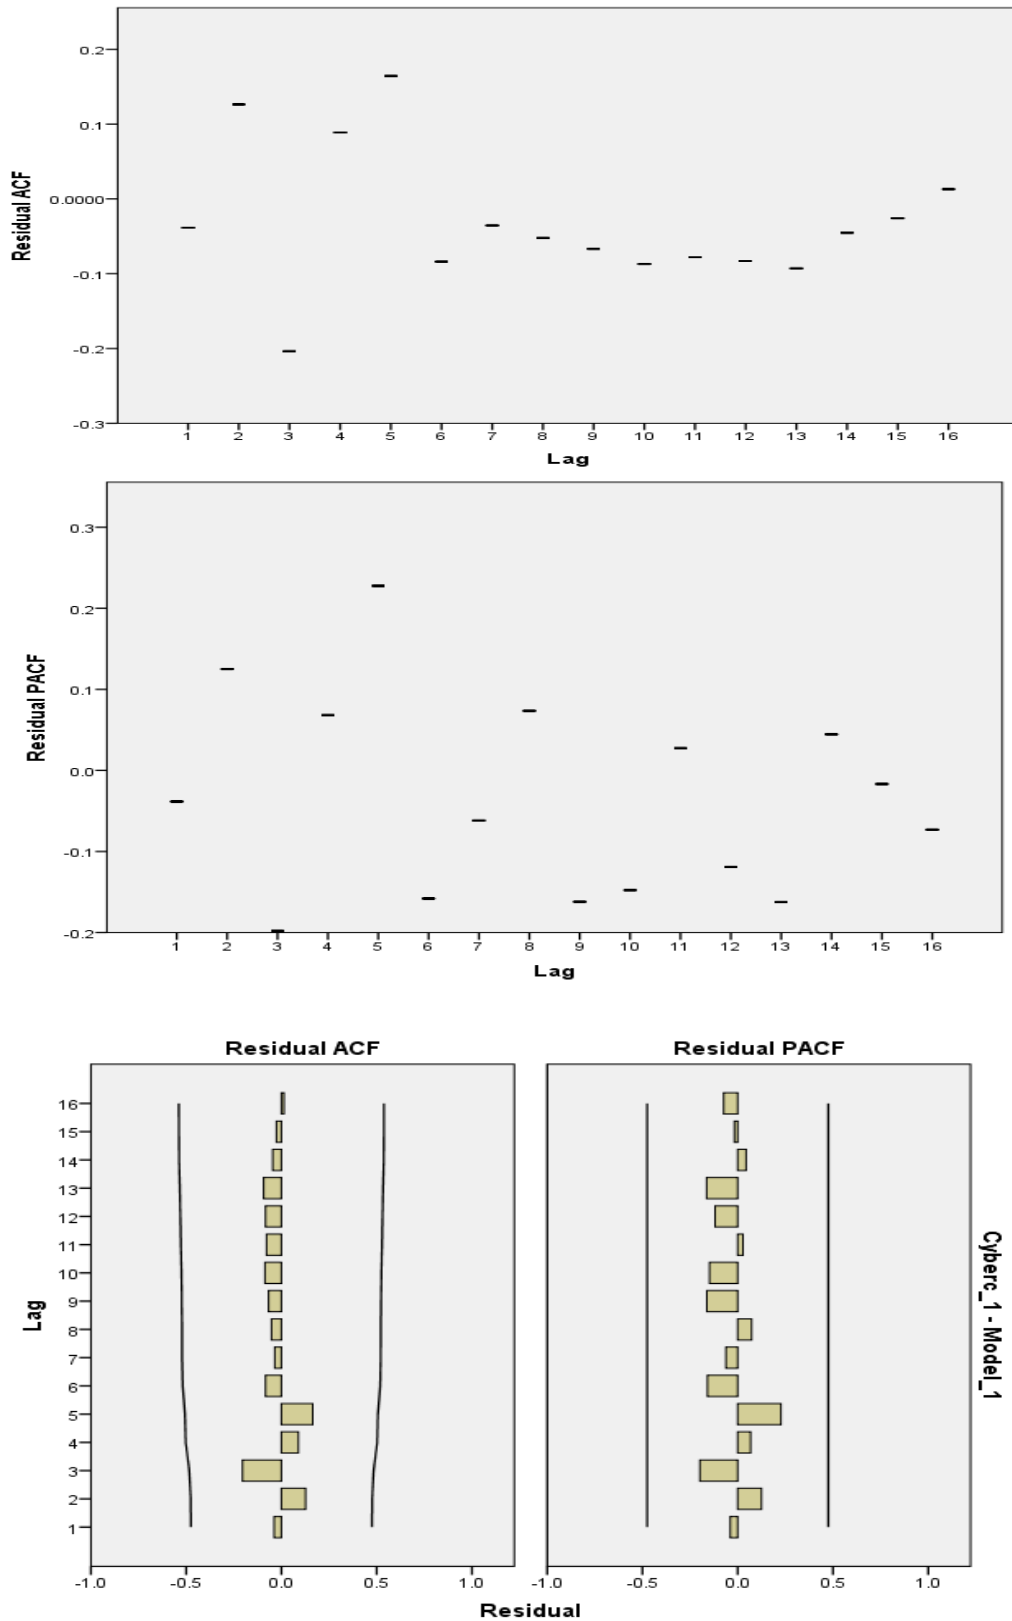 0.2
0.1
0.0000
-0.1
-0.2
-0.3
Residual ACF
1 2 3 4 5 6 7 8 9 10 11 12 13 14 15 16
Lag
0.3
0.2
0.1
0.0
-0.1
-0.2
Residual PACF
1 2 3 4 5 6 7 8 9 10 11 12 13 14 15 16
Lag
Residual ACF
Residual PACF
16
15
14
13
12
11
10
9
8
7
6
5
4
3
2
1
Lag
Cyberc_1 - Model_1
-1.0 -0.5 0.0 0.5 1.0
-1.0 -0.5 0.0 0.5 1.0
Residual